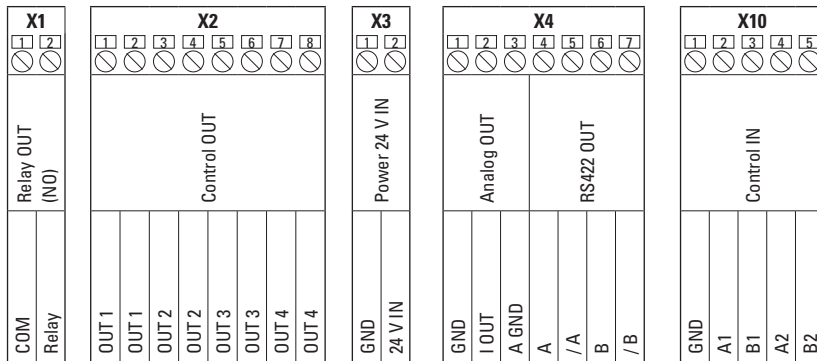 X1
1 2
Relay OUT
(NO)
COM
Relay
X2
1 2 3 4 5 6 7 8
Control OUT
OUT 1
OUT 1
OUT 2
OUT 2
OUT 3
OUT 3
OUT 4
OUT 4
X3
1 2
Power 24 V IN
GND
24 V IN
X4
1 2 3 4 5 6 7
Analog OUT
RS422 OUT
GND
I OUT
A GND
A
/ A
B
/ B
X10
1 2 3 4 5
Control IN
GND
A1
B1
A2
B2